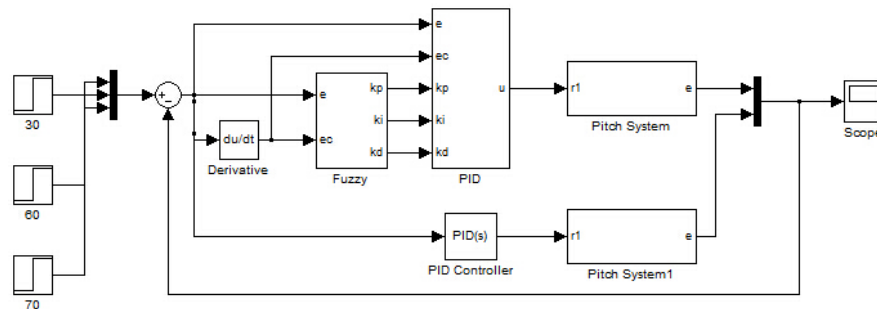 30
60
70
+
−
du/dt
Derivative
e
ec
kp
ki
kd
Fuzzy
e
ec
kp
ki
kd
u
PID
r1
e
Pitch System
PID(s)
PID Controller
r1
e
Pitch System1
Scope